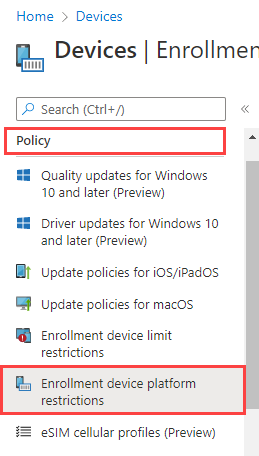 Home > Devices
Devices | Enrollment
Search (Ctrl+/)
«
Policy
Quality updates for Windows
10 and later (Preview)
Driver updates for Windows 10
and later (Preview)
Update policies for iOS/iPadOS
Update policies for macOS
Enrollment device limit
restrictions
Enrollment device platform
restrictions
eSIM cellular profiles (Preview)